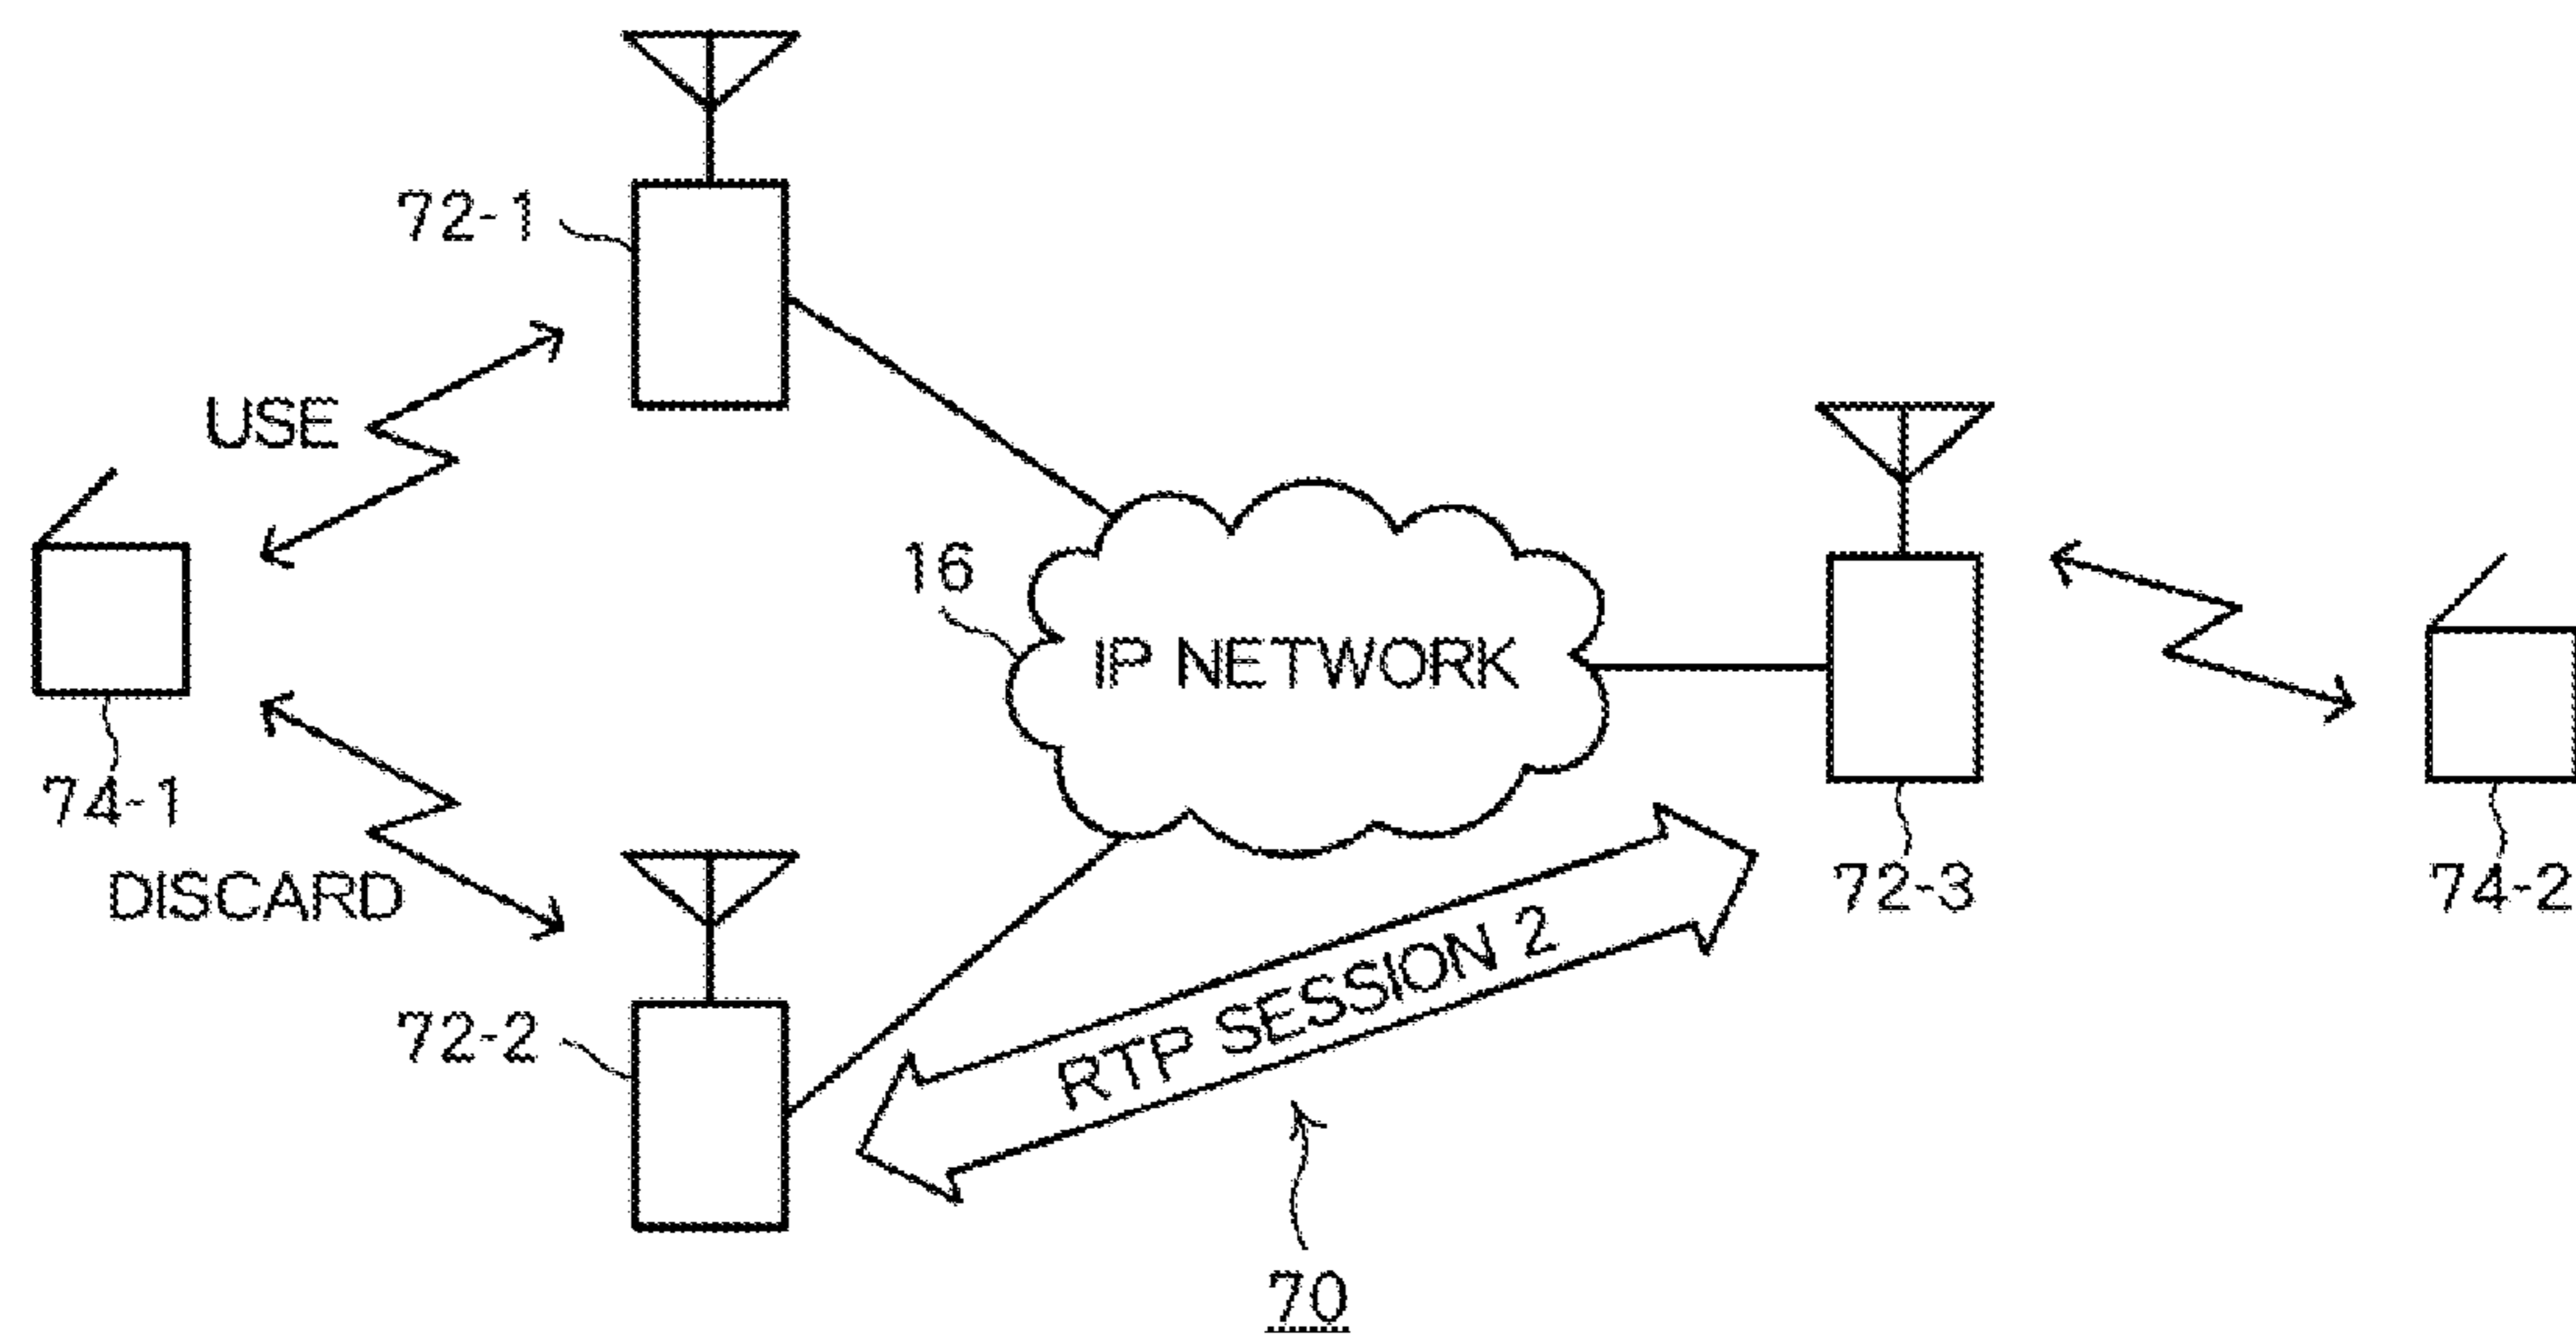 72-1
USE
16
IP NETWORK
74-1
DISCARD
72-3
74-2
72-2
RTP SESSION 2
70